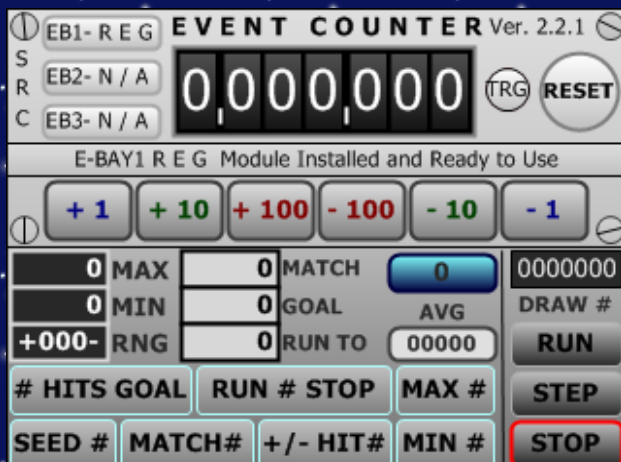 EB1- R E G EVENT COUNTER Ver. 2.2.1
S R C
EB2- N / A
EB3- N / A
0,000,000
TRG RESET
E-BAY1 R E G Module Installed and Ready to Use
+ 1 + 10 + 100 - 100 - 10 - 1
0 MAX 0 MATCH 0 0000000
0 MIN 0 GOAL AVG DRAW #
+000- RNG 0 RUN TO 00000 RUN
# HITS GOAL RUN # STOP MAX # STEP
SEED # MATCH# +/- HIT# MIN # STOP